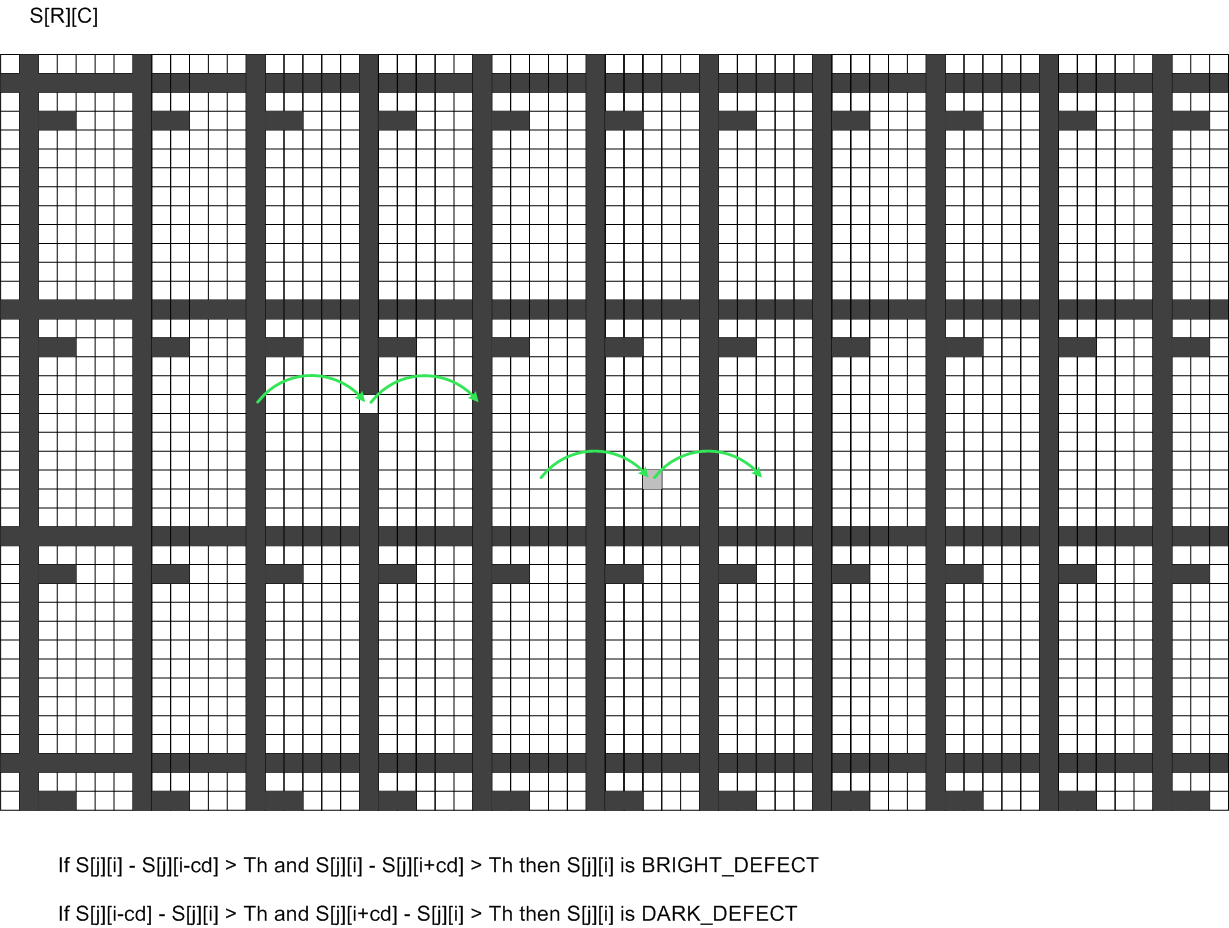 S[R][C]
If S[j][i] - S[j][i-cd] > Th and S[j][i] - S[j][i+cd] > Th then S[j][i] is BRIGHT_DEFECT
If S[j][i-cd] - S[j][i] > Th and S[j][i+cd] - S[j][i] > Th then S[j][i] is DARK_DEFECT